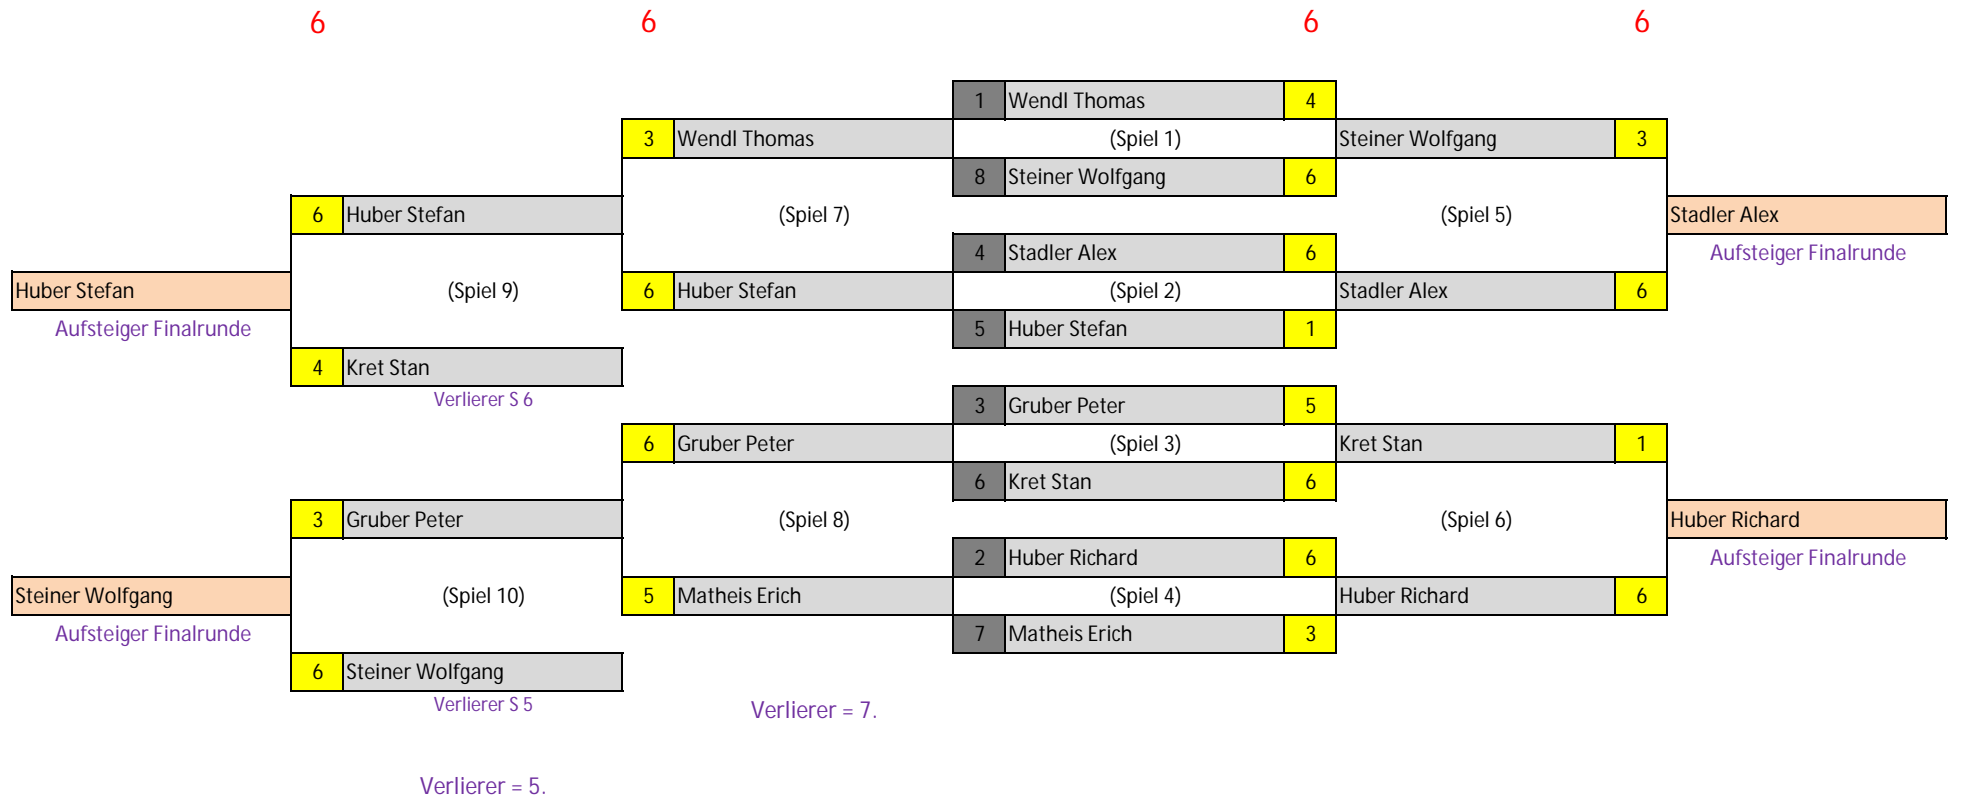 6 6 6 6
1 Wendl Thomas 4
3 Wendl Thomas (Spiel 1) Steiner Wolfgang 3
8 Steiner Wolfgang 6
6 Huber Stefan (Spiel 7) (Spiel 5) Stadler Alex
4 Stadler Alex 6 Aufsteiger Finalrunde
Huber Stefan (Spiel 9) 6 Huber Stefan (Spiel 2) Stadler Alex 6
Aufsteiger Finalrunde 5 Huber Stefan 1
4 Kret Stan
Verlierer S 6 3 Gruber Peter 5
6 Gruber Peter (Spiel 3) Kret Stan 1
6 Kret Stan 6
3 Gruber Peter (Spiel 8) (Spiel 6) Huber Richard
2 Huber Richard 6 Aufsteiger Finalrunde
Steiner Wolfgang (Spiel 10) 5 Matheis Erich (Spiel 4) Huber Richard 6
Aufsteiger Finalrunde 7 Matheis Erich 3
6 Steiner Wolfgang
Verlierer S 5 Verlierer = 7.
Verlierer = 5.